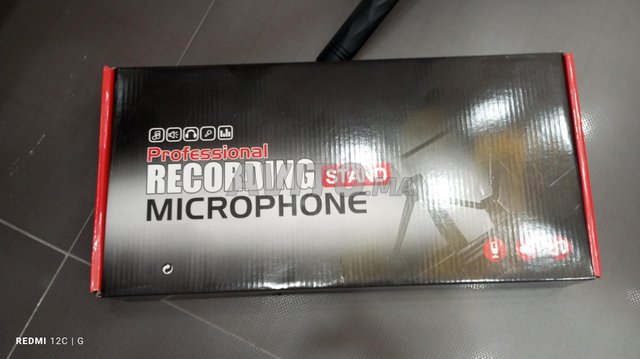 Professional
RECORDING STAND
MICROPHONE
REDMI 12C | G